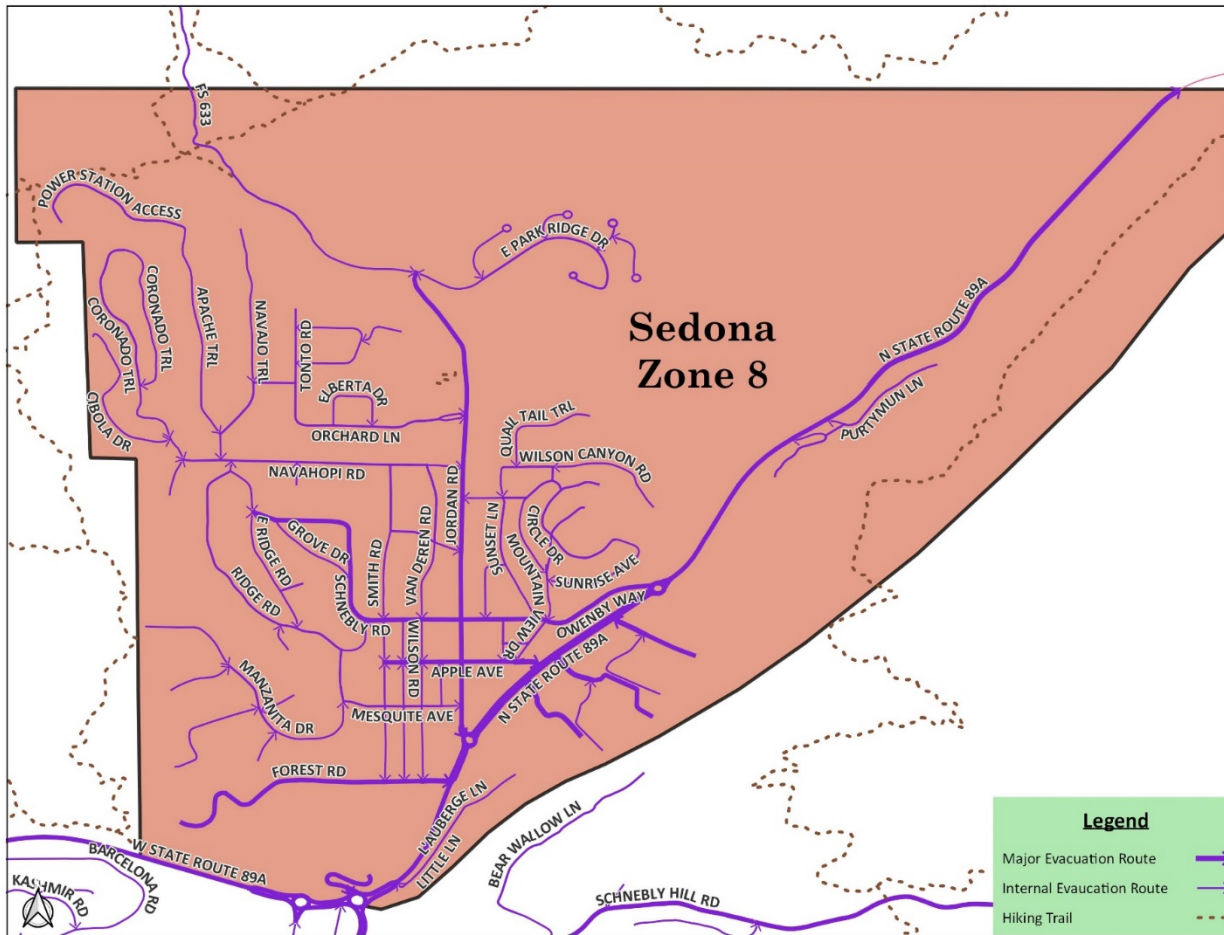 FS 633
POWER STATION ACCESS
E PARK RIDGE DR
CORONADO TRL
CORONADO TRL
APACHE TRL
NAVAJO TRL
TONTO RD
Sedona
Zone 8
N STATE ROUTE 89A
ELBERTA DR
PURTYMUN LN
CIBOLA DR
ORCHARD LN
QUAIL TAIL TRL
WILSON CANYON RD
NAVAHOPI RD
JORDAN RD
VAN DEREN RD
E RIDGE RD
GROVE DR
SMITH RD
SUNSET LN
CIRCLE DR
MOUNTAIN VIEW DR
SUNRISE AVE
RIDGE RD
SCHNEBLY RD
OWENBY WAY
WILSON RD
APPLE AVE
N STATE ROUTE 89A
MANZANITA DR
MESQUITE AVE
FOREST RD
L'AUBERGE LN
LITTLE LN
BEAR WALLOW LN
W STATE ROUTE 89A
BARCELONA RD
KASHMIR RD
SCHNEBLY HILL RD
Legend
Major Evacuation Route
Internal Evaucation Route
Hiking Trail